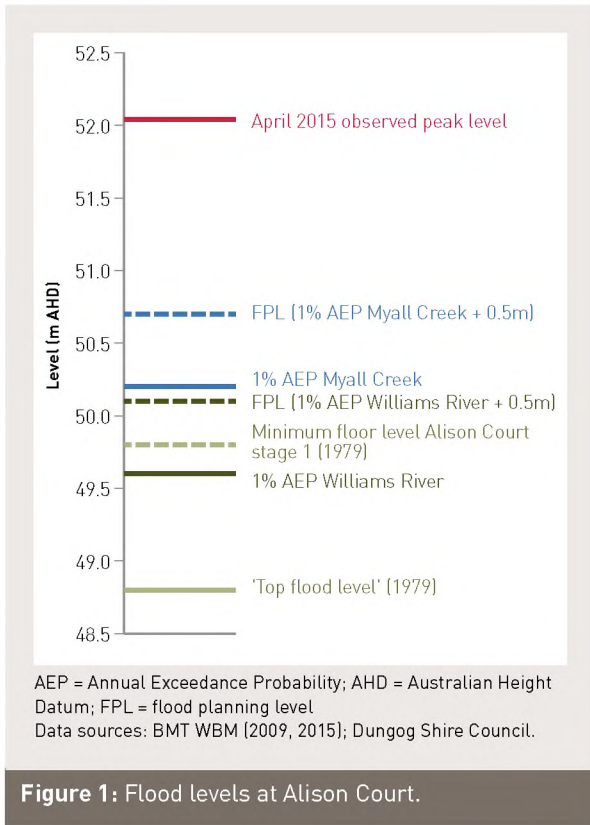 52.5
52.0
51.5
51.0
50.5
50.0
49.5
49.0
48.5
Level (m AHD)
April 2015 observed peak level
FPL (1% AEP Myall Creek + 0.5m)
1% AEP Myall Creek
FPL (1% AEP Williams River + 0.5m)
Minimum floor level Alison Court
stage 1 (1979)
1% AEP Williams River
'Top flood level' (1979)
AEP = Annual Exceedance Probability; AHD = Australian Height
Datum; FPL = flood planning level
Data sources: BMT WBM (2009, 2015); Dungog Shire Council.
Figure 1: Flood levels at Alison Court.